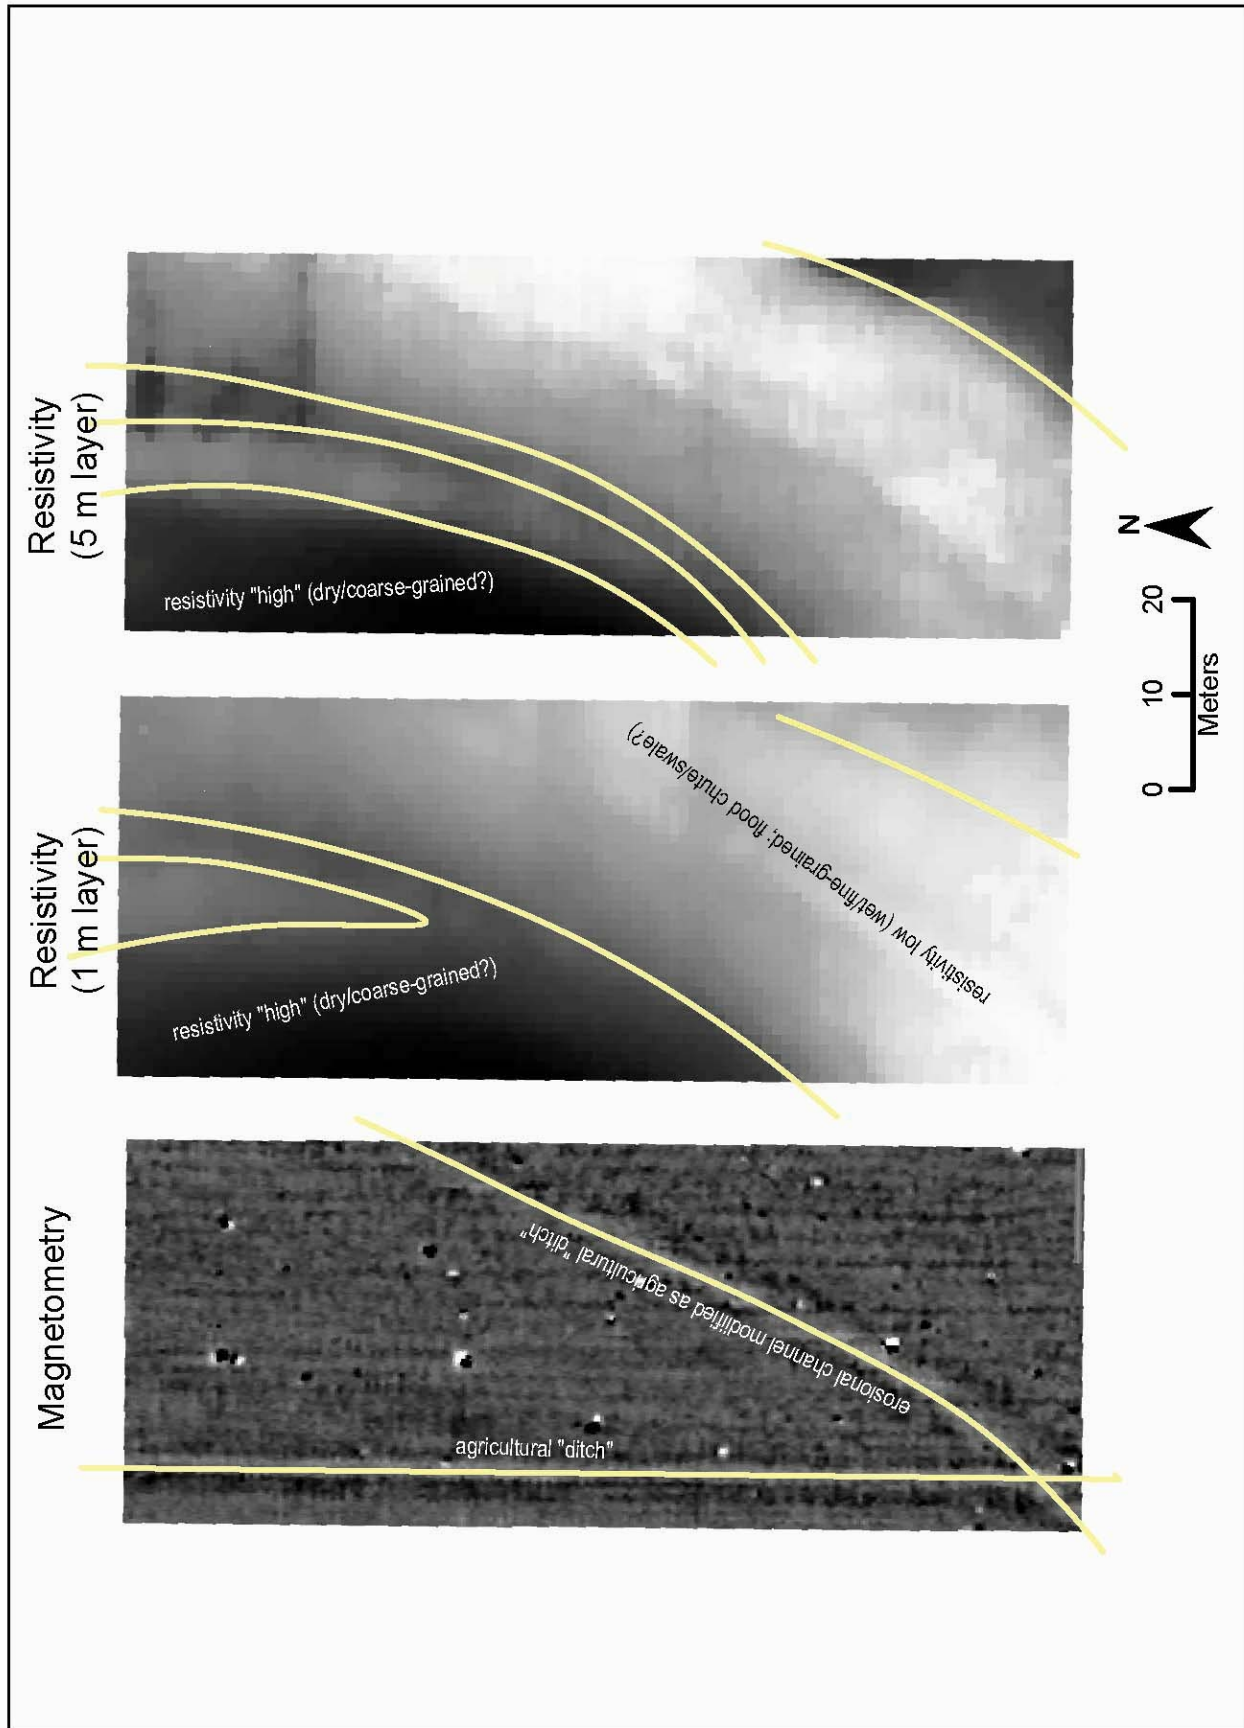 Magnetometry
Resistivity
(1 m layer)
Resistivity
(5 m layer)
agricultural "ditch"
erosional channel modiified as agricultural "ditch"
resistivity "high" (dry/coarse-grained?)
resistivity low (wet/fine-grained; flood chute/swale?)
resistivity "high" (dry/coarse-grained?)
0 10 20
Meters
N